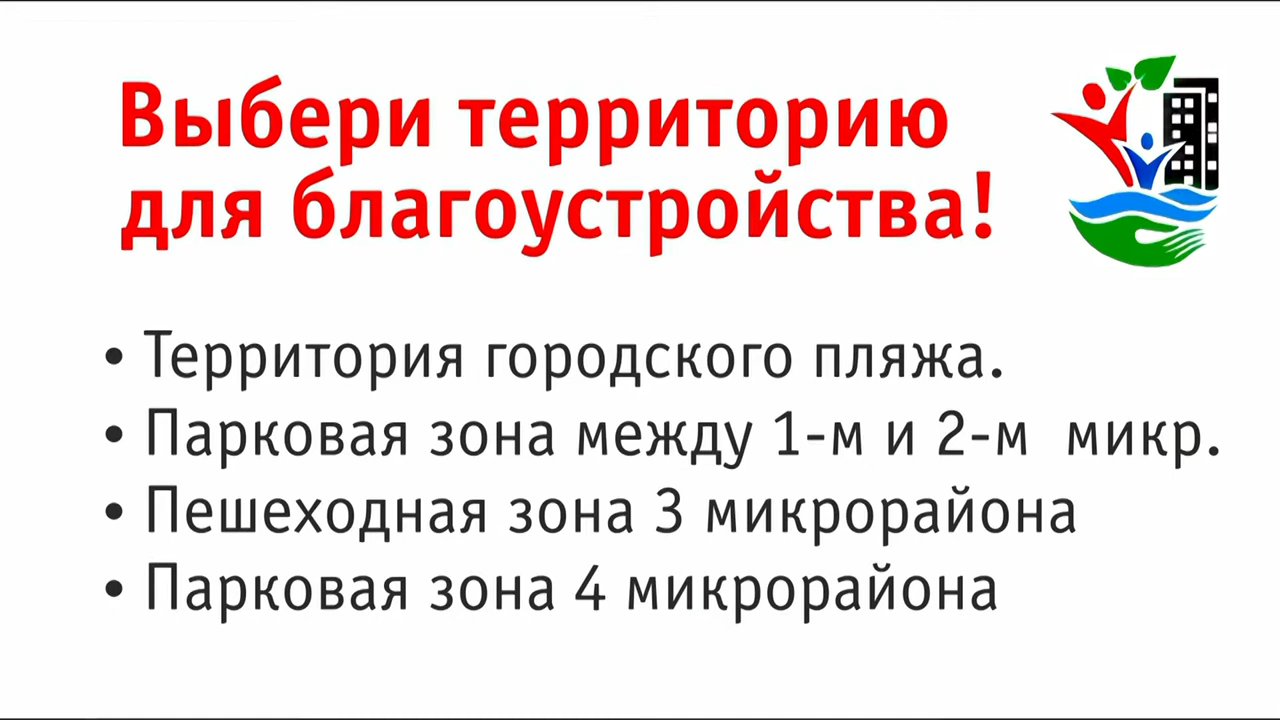 Выбери территорию
для благоустройства!
• Территория городского пляжа.
• Парковая зона между 1-м и 2-м  микр.
• Пешеходная зона 3 микрорайона
• Парковая зона 4 микрорайона